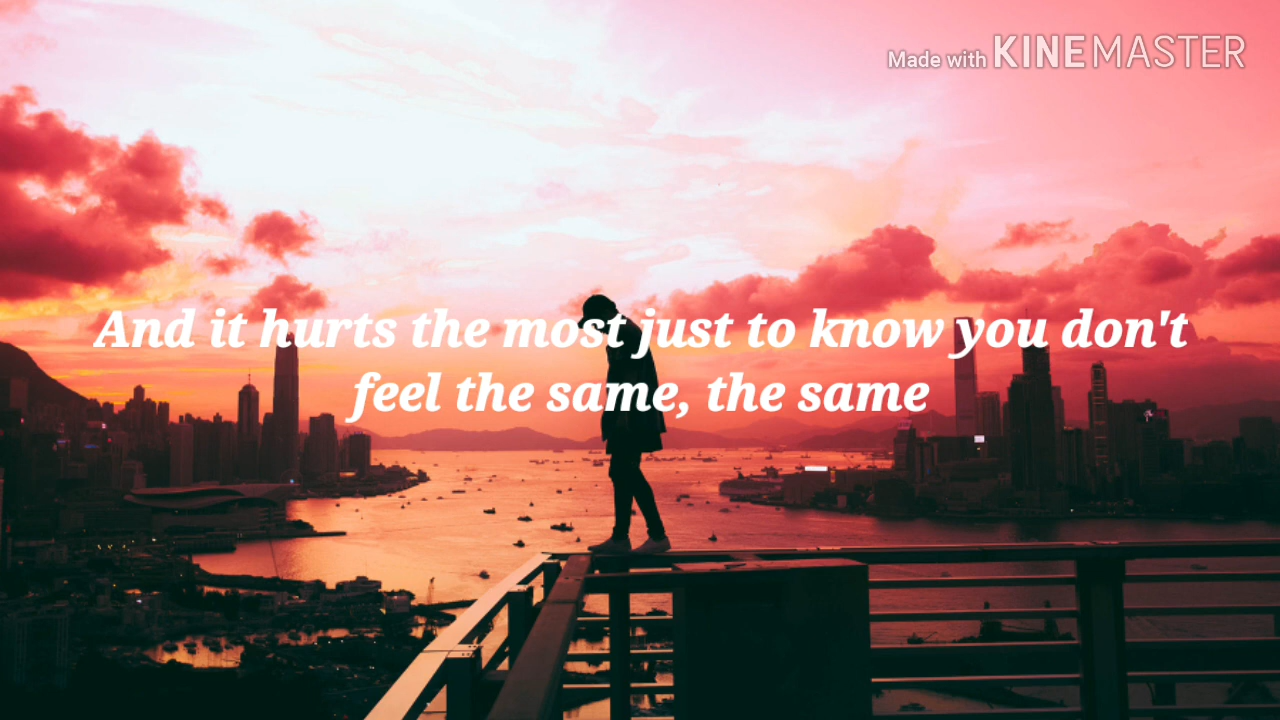 Made with KINEMASTER
And it hurts the most just to know you don't
feel the same, the same